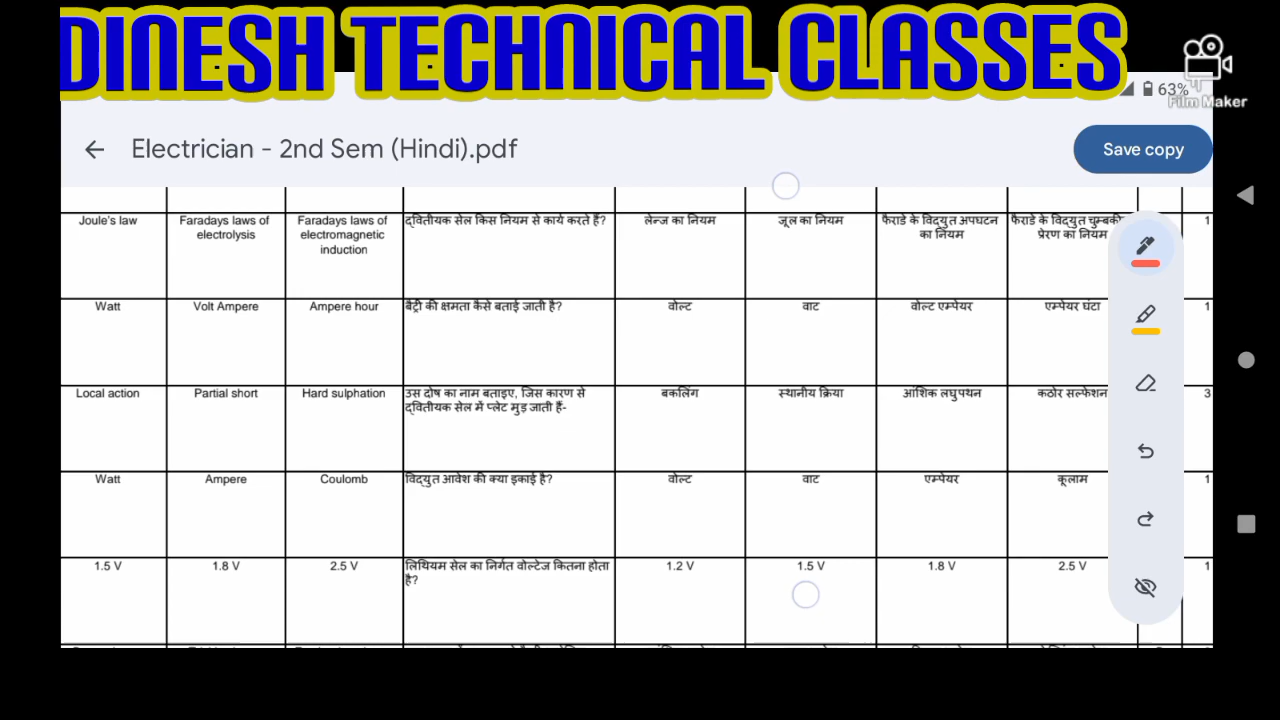 DINESH TECHNICAL CLASSES
63%
Film Maker
Electrician - 2nd Sem (Hindi).pdf
Save copy
Joule's law
Faradays laws of
electrolysis
Faradays laws of
electromagnetic
induction
द्वितीयक सेल किस नियम से कार्य करते हैं?
लेन्ज का नियम
जूल का नियम
फैराडे के विद्युत अपघटन
का नियम
फैराडे के विद्युत चुम्बकी
प्रेरण का नियम
1
Watt
Volt Ampere
Ampere hour
बैट्री की क्षमता कैसे बताई जाती है?
वोल्ट
वाट
वोल्ट एम्पेयर
एम्पेयर घंटा
1
Local action
Partial short
Hard sulphation
उस दोष का नाम बताइए, जिस कारण से
द्वितीयक सेल में प्लेट मुड़ जाती हैं-
बकलिंग
स्थानीय क्रिया
आंशिक लघुपथन
कठोर सल्फेशन
3
Watt
Ampere
Coulomb
विद्युत आवेश की क्या इकाई है?
वोल्ट
वाट
एम्पेयर
कूलाम
1
1.5 V
1.8 V
2.5 V
लिथियम सेल का निर्गत वोल्टेज कितना होता
है?
1.2 V
1.5 V
1.8 V
2.5 V
1